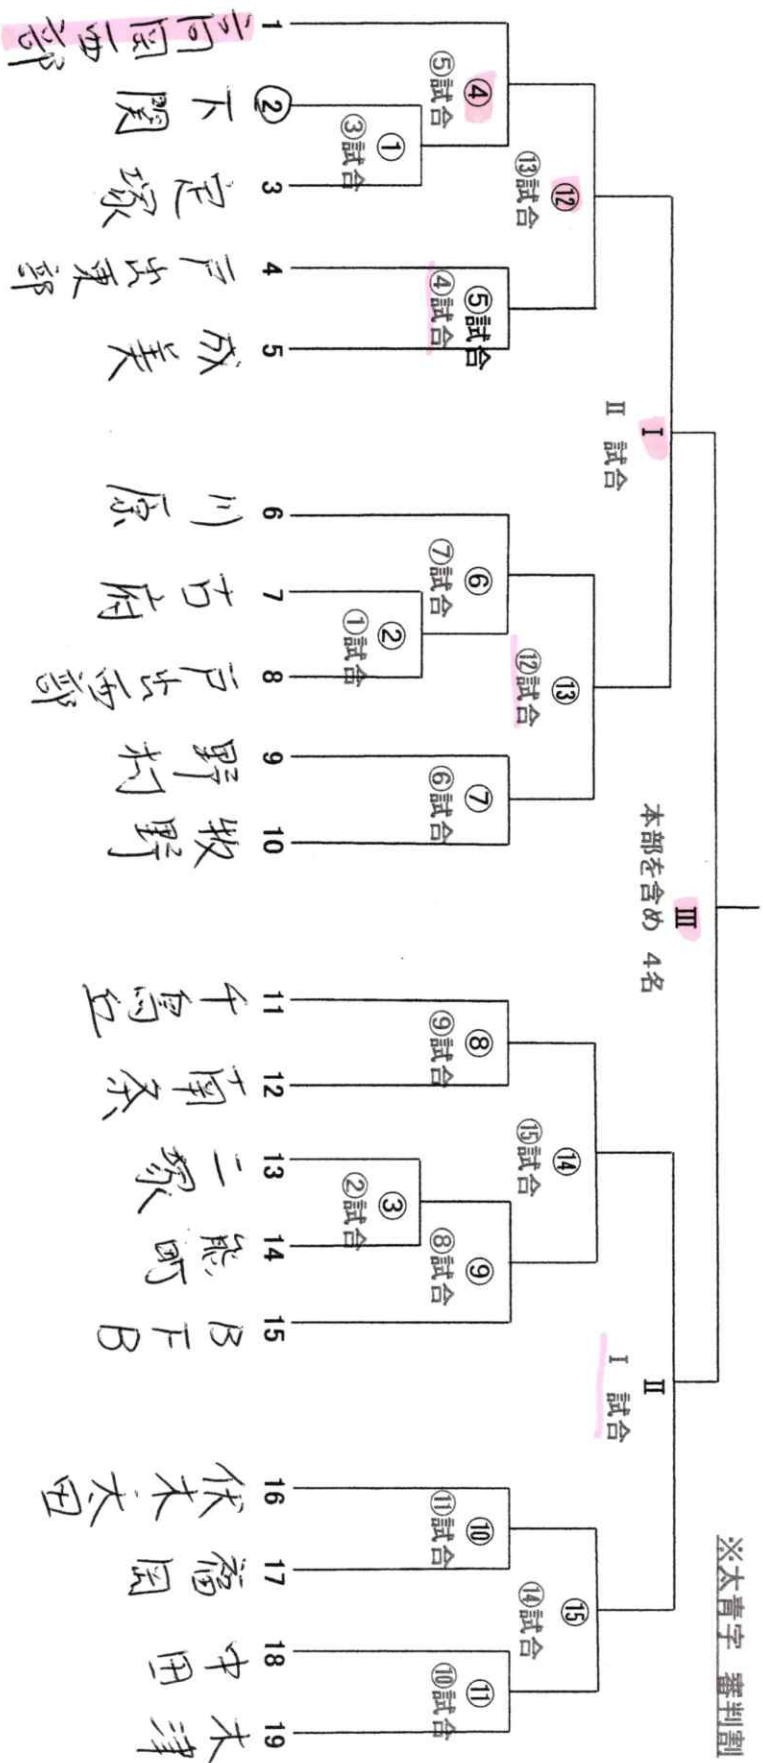 ※太青字 審判割
Ⅲ
本部を含め 4名
Ⅰ
Ⅱ 試合
Ⅱ
Ⅰ 試合
⑫
⑬試合
⑬
⑫試合
⑭
⑮試合
⑮
⑭試合
④
⑤試合
⑤試合
④試合
⑥
⑦試合
⑦
⑥試合
⑧
⑨試合
⑨
⑧試合
⑩
⑪試合
⑪
⑩試合
①
③試合
②
①試合
③
②試合
1 高岡西部
② 下関
3 定塚
4 戸出東部
5 成美
6 川原
7 古府
8 戸出西部
9 野村
10 牧野
11 千鳥丘
12 南条
13 二塚
14 能町
15 BFB
16 伏木太田
17 福岡
18 中田
19 木津